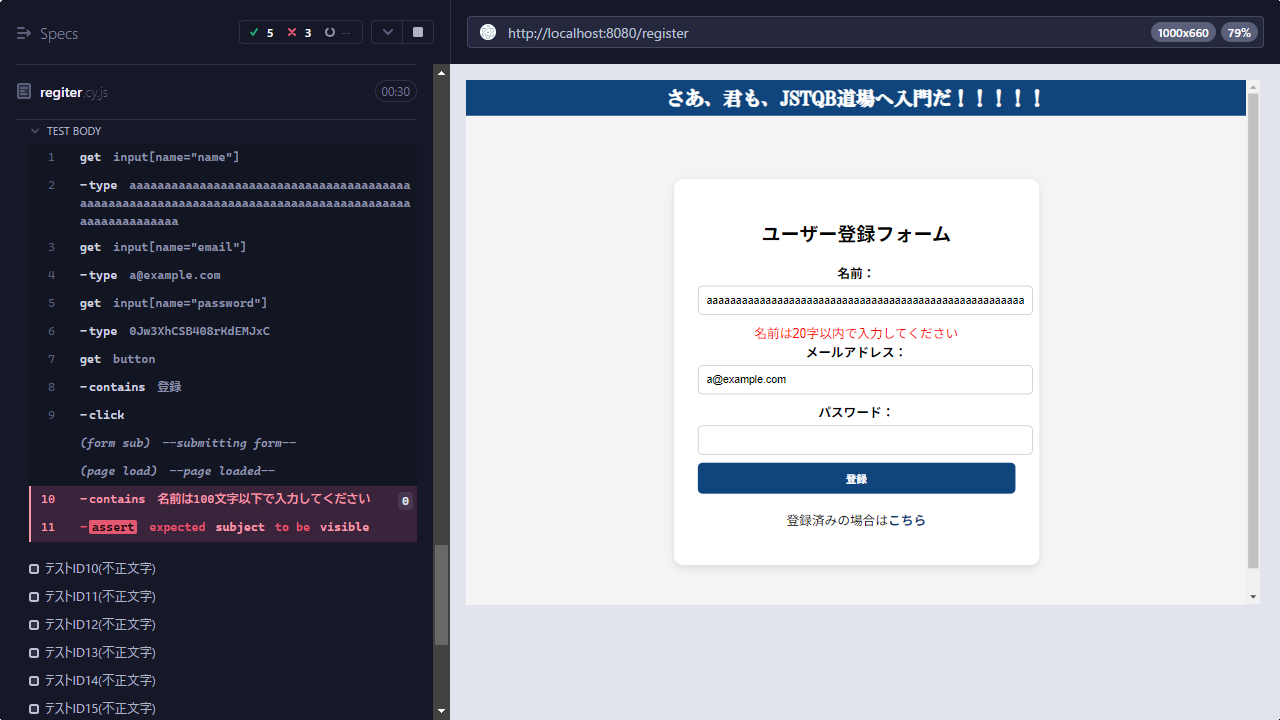 Specs
5 3 --
http://localhost:8080/register
1000x660 79%
regiter.cy.js 00:30
TEST BODY
1 get input[name="name"]
2 -type aaaaaaaaaaaaaaaaaaaaaaaaaaaaaaaaaaaaaaaa
aaaaaaaaaaaaaaaaaaaaaaaaaaaaaaaaaaaaaaaaaaaaaaa
aaaaaaaaaaaaaa
3 get input[name="email"]
4 -type a@example.com
5 get input[name="password"]
6 -type 0Jw3XhCSB408rKdEMJxC
7 get button
8 -contains 登録
9 -click
(form sub) --submitting form--
(page load) --page loaded--
10 -contains 名前は100文字以下で入力してください 0
11 -assert expected subject to be visible
テストID10(不正文字)
テストID11(不正文字)
テストID12(不正文字)
テストID13(不正文字)
テストID14(不正文字)
テストID15(不正文字)
さあ、君も、JSTQB道場へ入門だ！！！！！
ユーザー登録フォーム
名前：
aaaaaaaaaaaaaaaaaaaaaaaaaaaaaaaaaaaaaaaaaaaaaaaaaaaaaa
名前は20字以内で入力してください
メールアドレス：
a@example.com
パスワード：
登録
登録済みの場合はこちら